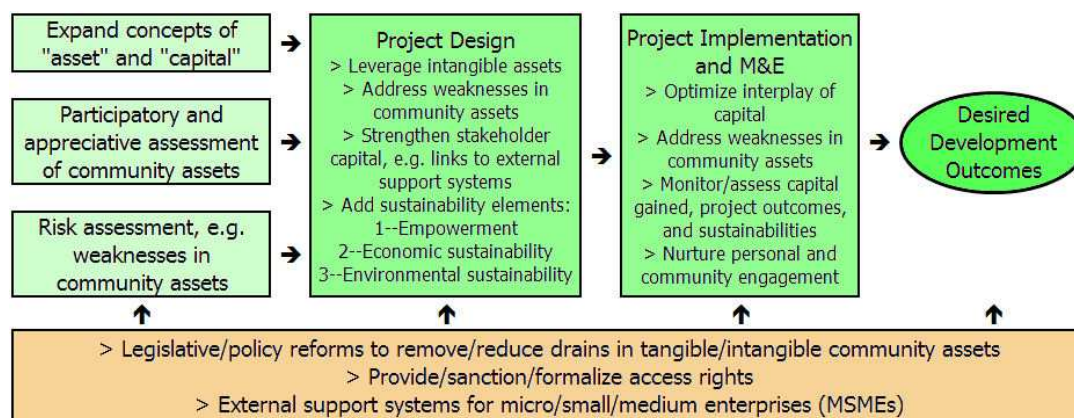 Expand concepts of
"asset" and "capital"
Participatory and
appreciative assessment
of community assets
Risk assessment, e.g.
weaknesses in
community assets
Project Design
> Leverage intangible assets
> Address weaknesses in
community assets
> Strengthen stakeholder
capital, e.g. links to external
support systems
> Add sustainability elements:
1--Empowerment
2--Economic sustainability
3--Environmental sustainability
Project Implementation
and M&E
> Optimize interplay of
capital
> Address weaknesses in
community assets
> Monitor/assess capital
gained, project outcomes,
and sustainabilities
> Nurture personal and
community engagement
Desired
Development
Outcomes
> Legislative/policy reforms to remove/reduce drains in tangible/intangible community assets
> Provide/sanction/formalize access rights
> External support systems for micro/small/medium enterprises (MSMEs)